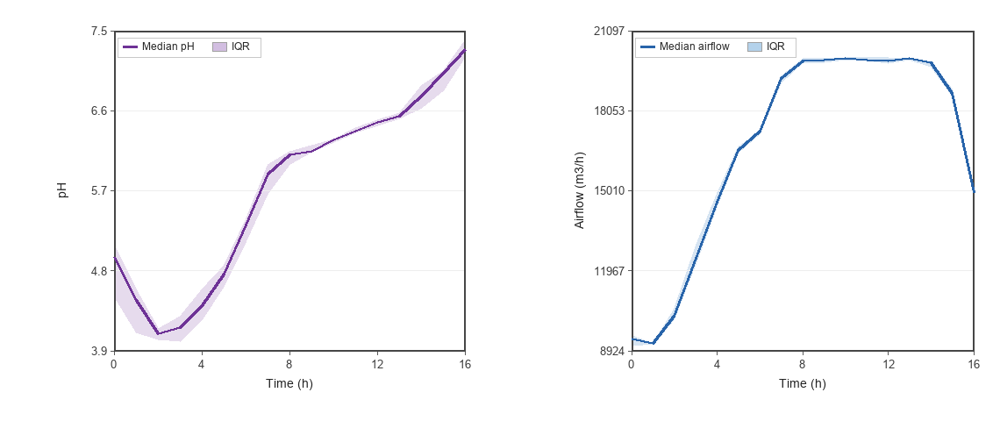 Median pH
IQR
7.5
6.6
5.7
4.8
3.9
pH
0
4
8
12
16
Time (h)
Median airflow
IQR
21097
18053
15010
11967
8924
Airflow (m3/h)
0
4
8
12
16
Time (h)